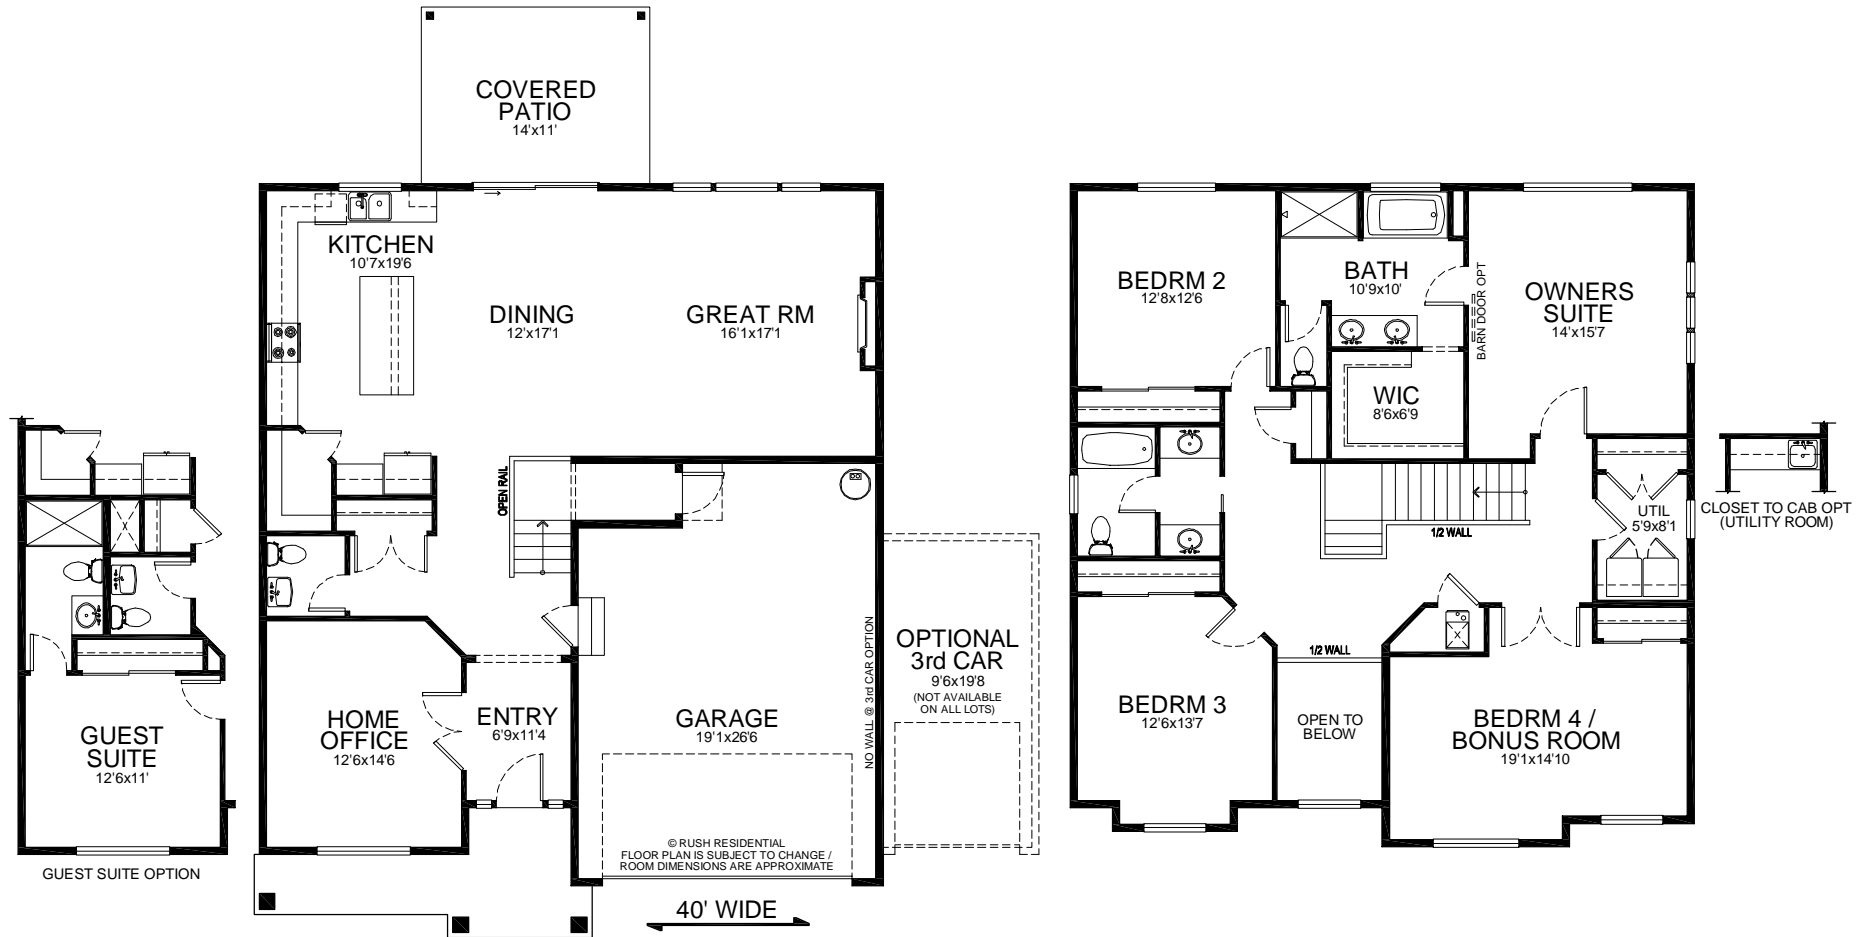 COVERED
PATIO
14'x11'
KITCHEN
10'7x19'6
DINING
12'x17'1
GREAT RM
16'1x17'1
OPEN RAIL
HOME
OFFICE
12'6x14'6
ENTRY
6'9x11'4
GARAGE
19'1x26'6
NO WALL @ 3rd CAR OPTION
OPTIONAL
3rd CAR
9'6x19'8
(NOT AVAILABLE
ON ALL LOTS)
© RUSH RESIDENTIAL
FLOOR PLAN IS SUBJECT TO CHANGE /
ROOM DIMENSIONS ARE APPROXIMATE
40' WIDE
GUEST
SUITE
12'6x11'
GUEST SUITE OPTION
BEDRM 2
12'8x12'6
BATH
10'9x10'
BARN DOOR OPT
OWNERS
SUITE
14'x15'7
WIC
8'6x6'9
UTIL
5'9x8'1
CLOSET TO CAB OPT
(UTILITY ROOM)
1/2 WALL
1/2 WALL
BEDRM 3
12'6x13'7
OPEN TO
BELOW
BEDRM 4 /
BONUS ROOM
19'1x14'10